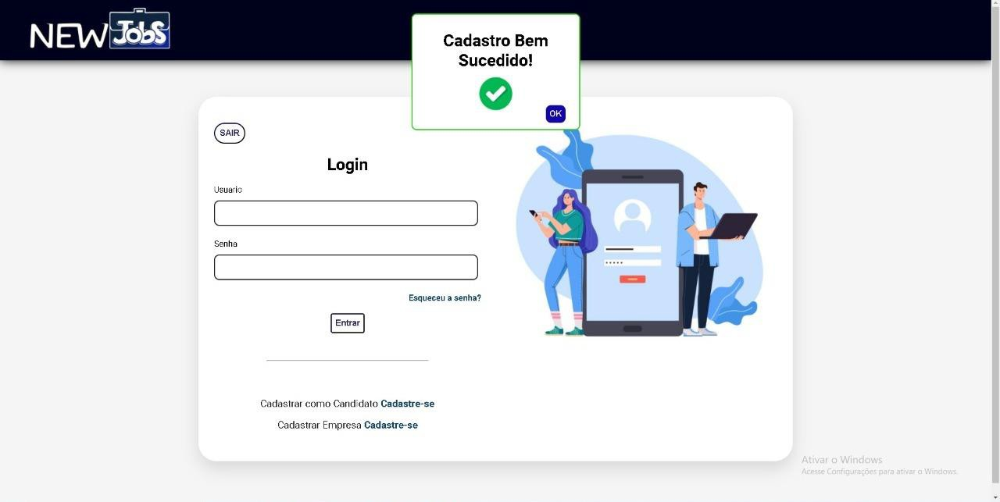 NEW JOBS
Cadastro Bem
Sucedido!
OK
SAIR
Login
Usuario
Senha
Esqueceu a senha?
Entrar
Cadastrar como Candidato Cadastre-se
Cadastrar Empresa Cadastre-se
Ativar o Windows
Acesse Configurações para ativar o Windows.